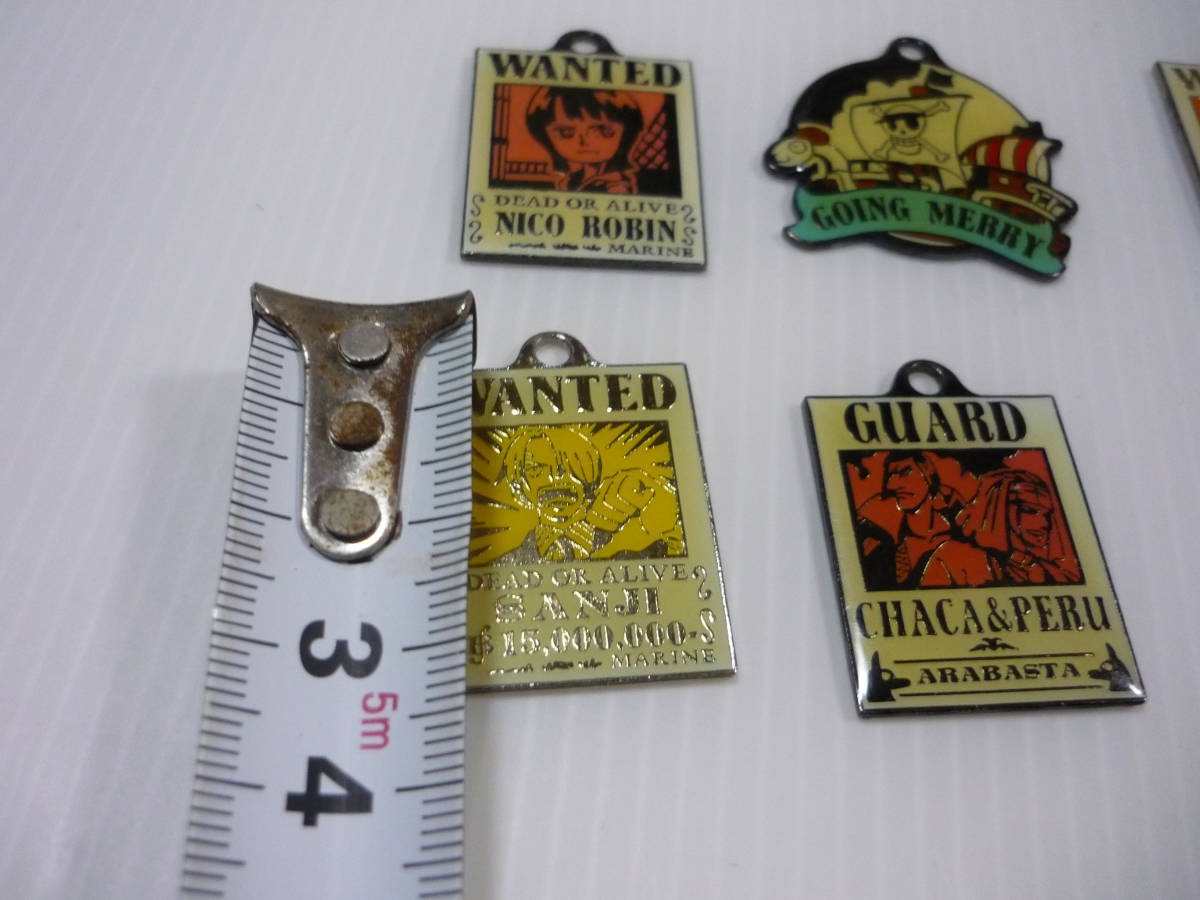 WANTED
DEAD OR ALIVE
NICO ROBIN
MARINE
GOING MERRY
W
WANTED
DEAD OR ALIVE
SANJI
15,000,000-
MARINE
GUARD
CHACA&PERU
ARABASTA
3
5m
4